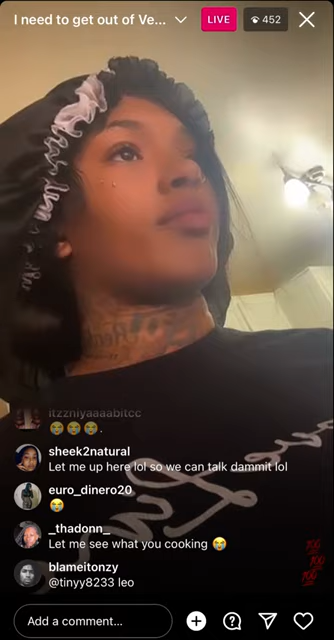 I need to get out of Ve...
LIVE
452
itzzniyaaaabitcc
😭😭😭.
sheek2natural
Let me up here lol so we can talk dammit lol
euro_dinero20
😭
_thadonn_
Let me see what you cooking 😭
blameitonzy
@tinyy8233 leo
💯
💯
💯
Add a comment...